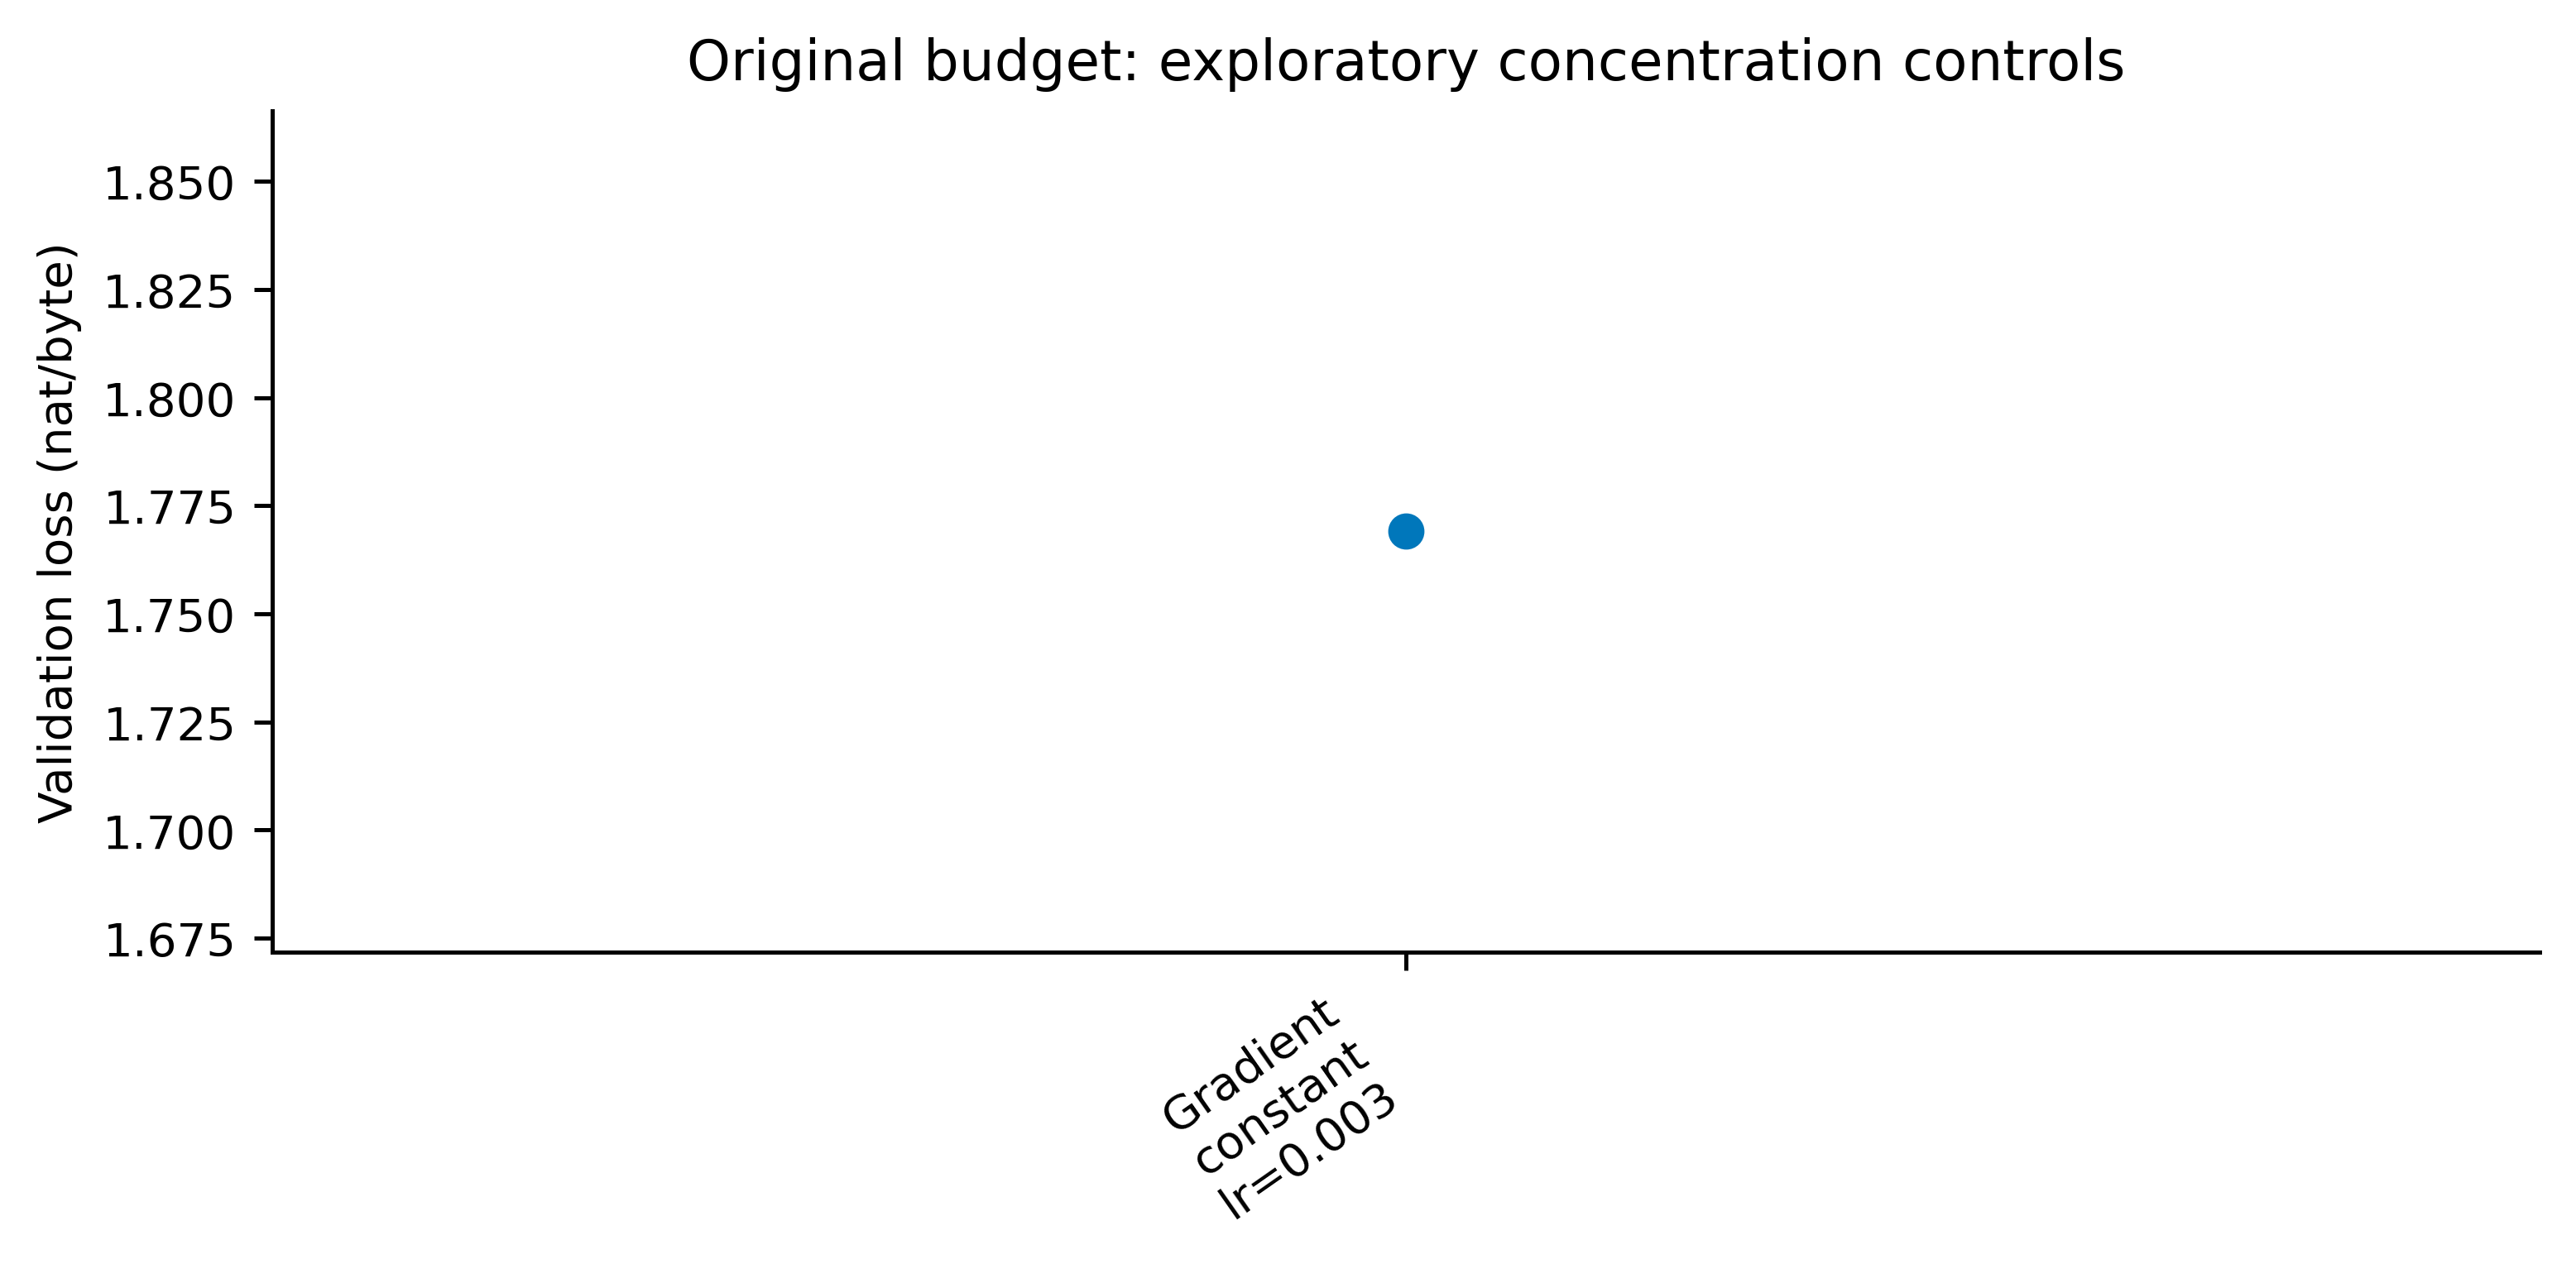 Original budget: exploratory concentration controls
Validation loss (nat/byte)
1.850
1.825
1.800
1.775
1.750
1.725
1.700
1.675
Gradient
constant
lr=0.003